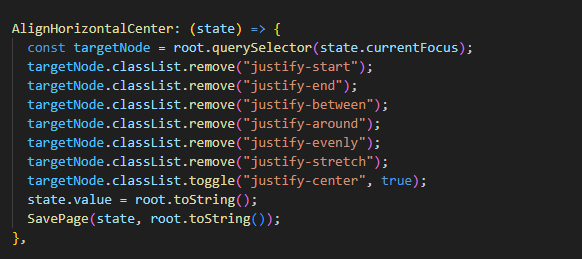 AlignHorizontalCenter: (state) => {
const targetNode = root.querySelector(state.currentFocus);
targetNode.classList.remove("justify-start");
targetNode.classList.remove("justify-end");
targetNode.classList.remove("justify-between");
targetNode.classList.remove("justify-around");
targetNode.classList.remove("justify-evenly");
targetNode.classList.remove("justify-stretch");
targetNode.classList.toggle("justify-center", true);
state.value = root.toString();
SavePage(state, root.toString());
},